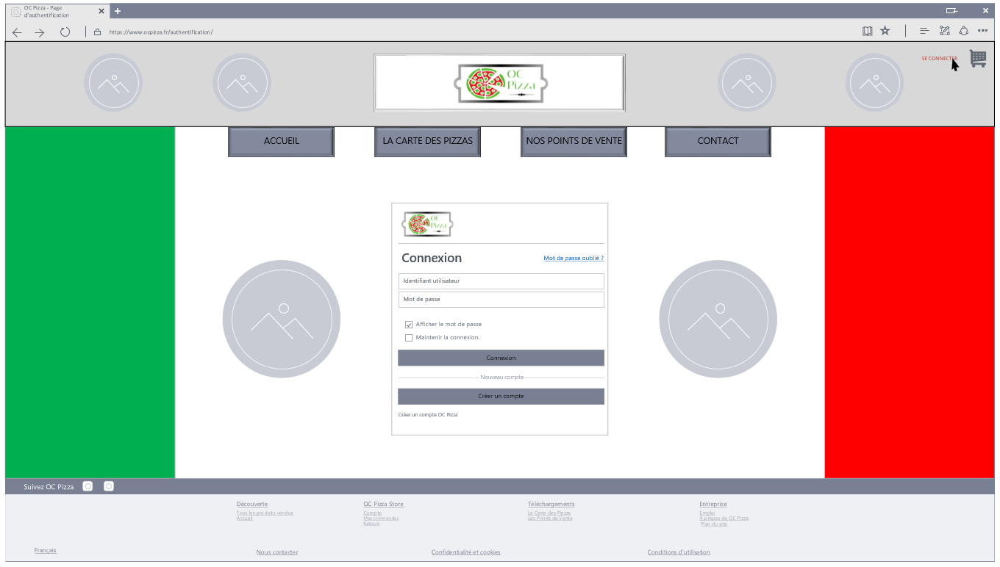 OC Pizza - Page
d'authentification
https://www.ocpizza.fr/authentification/
SE CONNECTER
OC
Pizza
ACCUEIL
LA CARTE DES PIZZAS
NOS POINTS DE VENTE
CONTACT
OC
Pizza
Connexion
Mot de passe oublié ?
Identifiant utilisateur
Mot de passe
Afficher le mot de passe
Maintenir la connexion.
Connexion
Nouveau compte
Créer un compte
Créer un compte OC Pizza
Suivez OC Pizza
Découverte
Tous les produits vendus
Accueil
OC Pizza Store
Compte
Mes commandes
Retours
Téléchargements
La Carte des Pizzas
Les Points de Vente
Entreprise
Emploi
À propos de OC Pizza
Plan du site
Français
Nous contacter
Confidentialité et cookies
Conditions d'utilisation